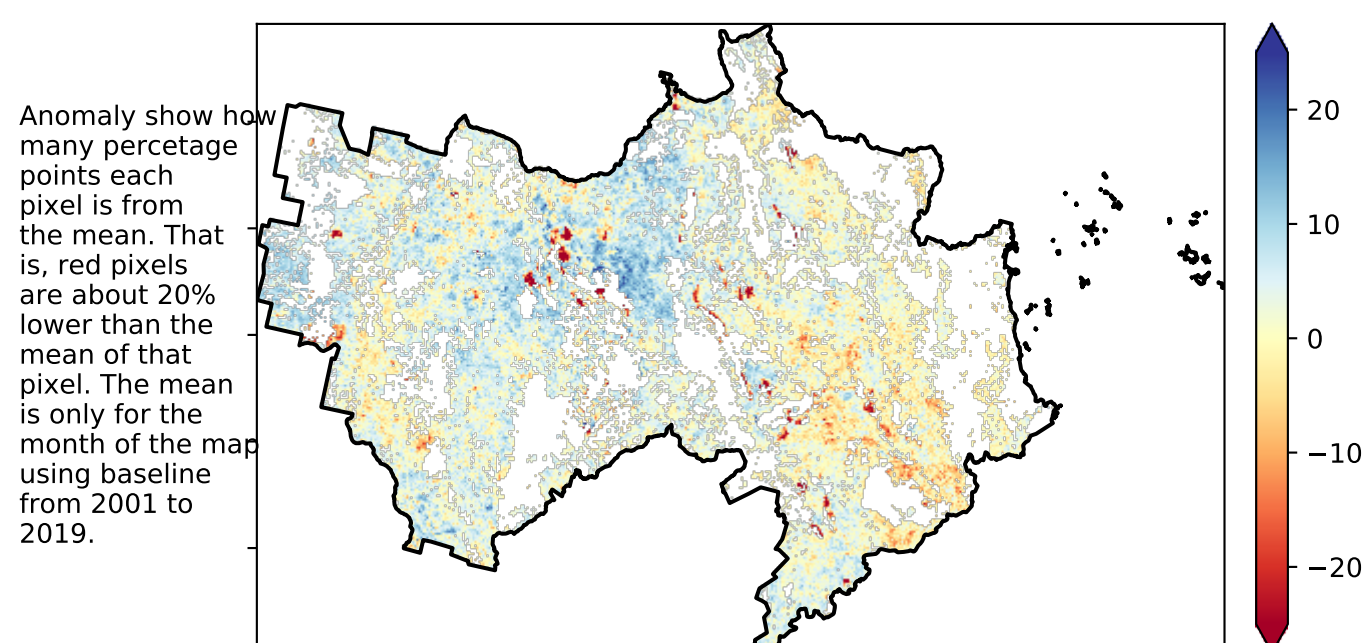 Anomaly show how
many percetage
points each
pixel is from
the mean. That
is, red pixels
are about 20%
lower than the
mean of that
pixel. The mean
is only for the
month of the map
using baseline
from 2001 to
2019.
20
10
0
−10
−20